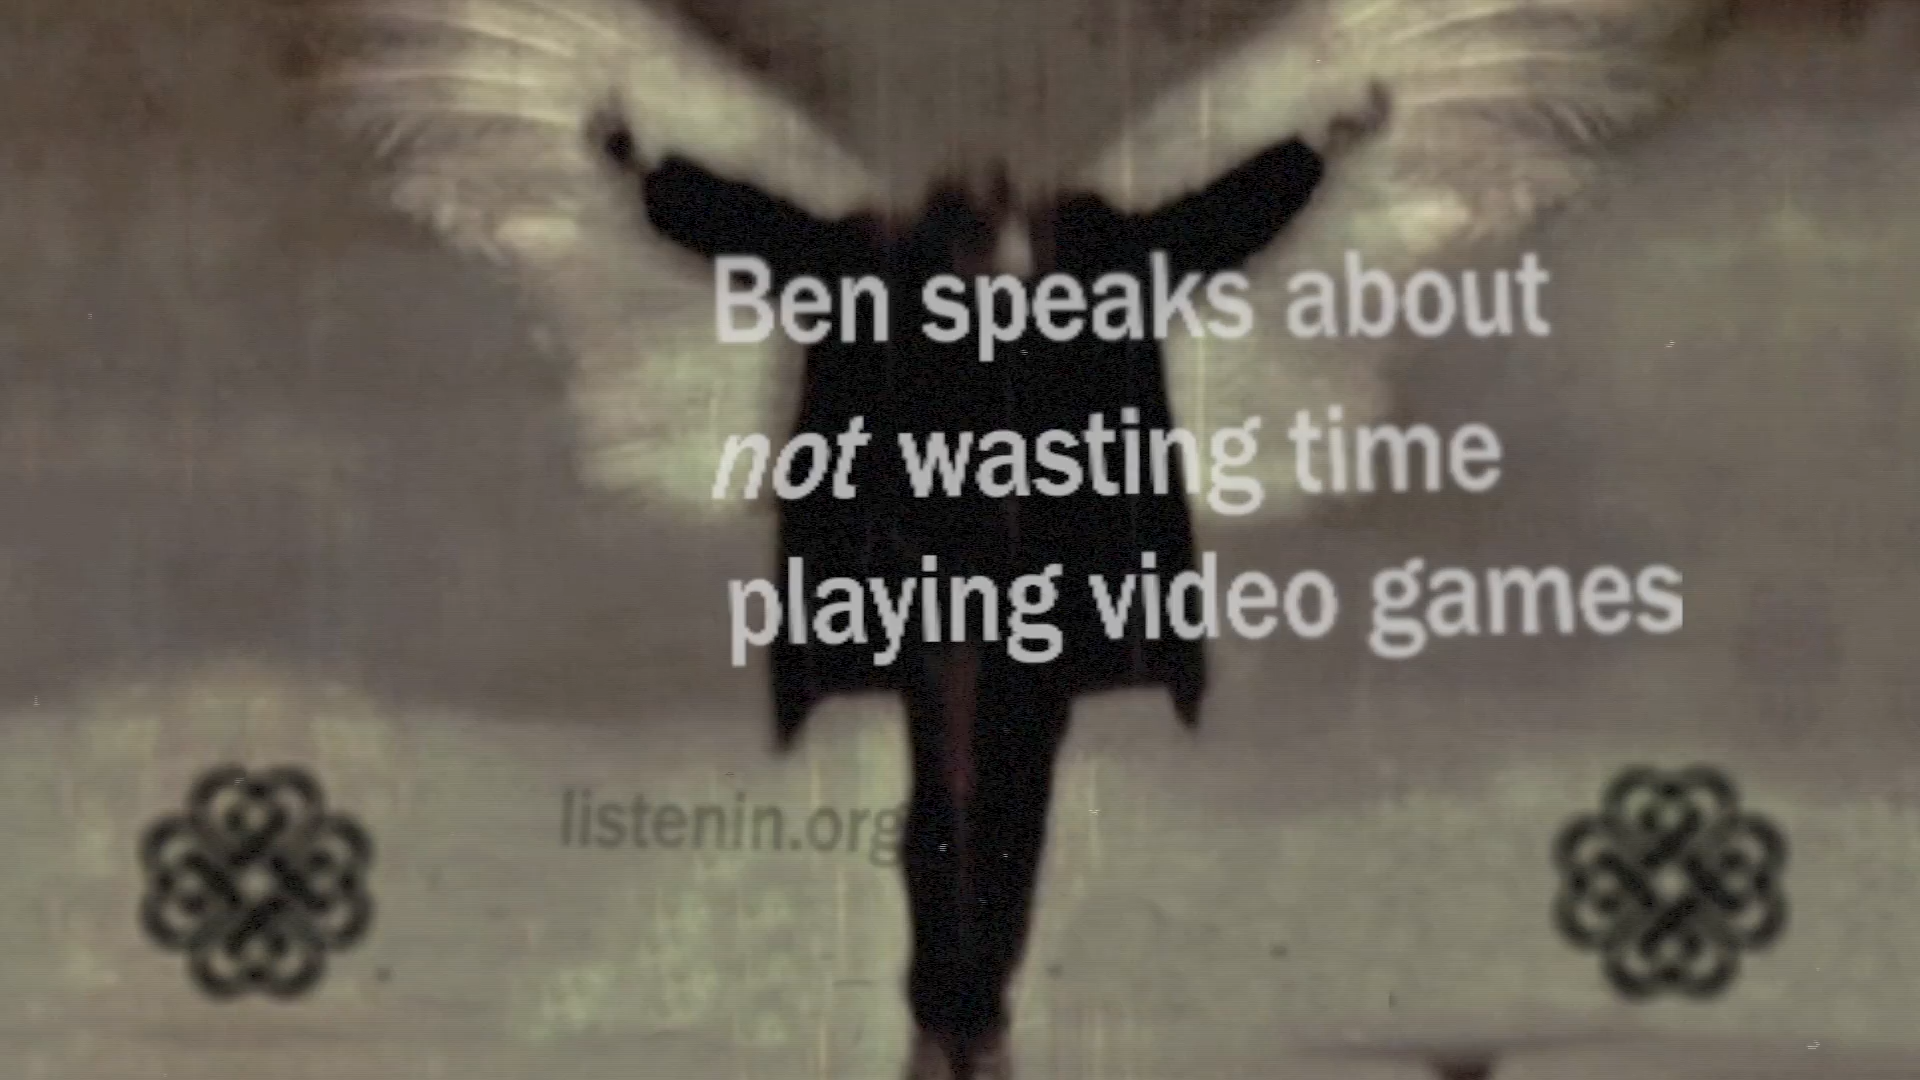 Ben speaks about
not wasting time
playing video games
listenin.org